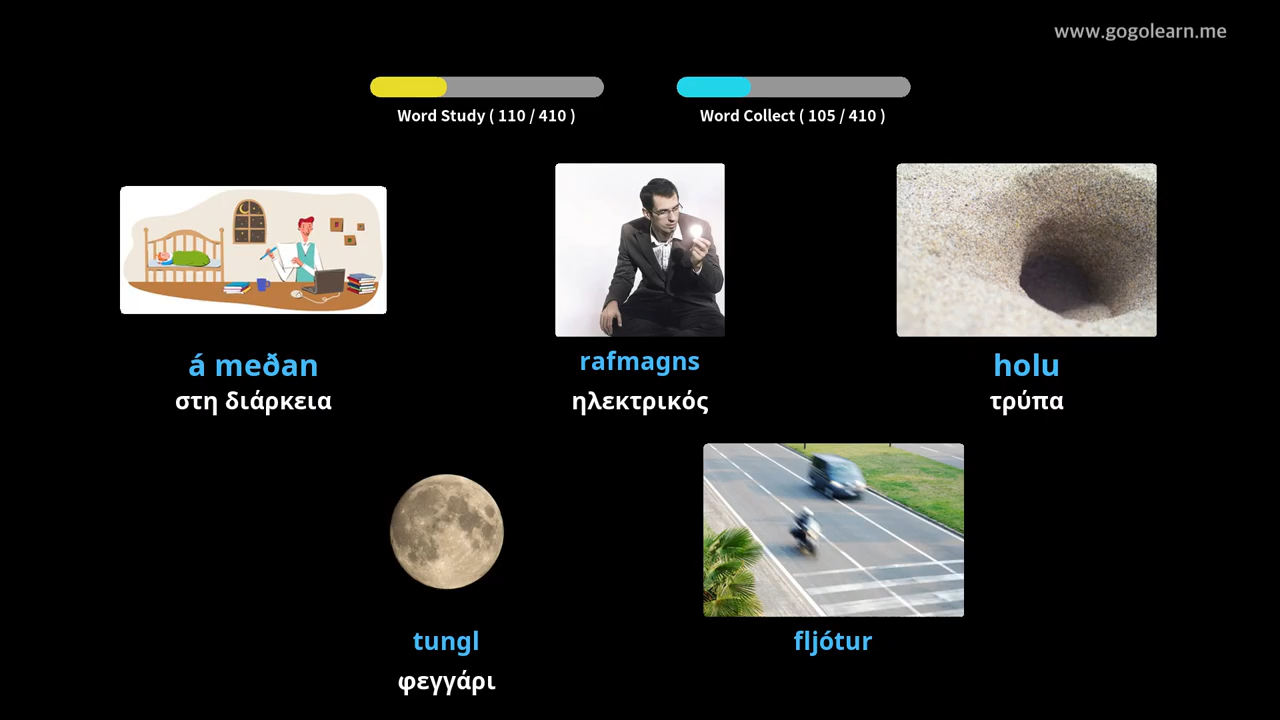 www.gogolearn.me
Word Study ( 110 / 410 )
Word Collect ( 105 / 410 )
á meðan
στη διάρκεια
rafmagns
ηλεκτρικός
holu
τρύπα
tungl
φεγγάρι
fljótur